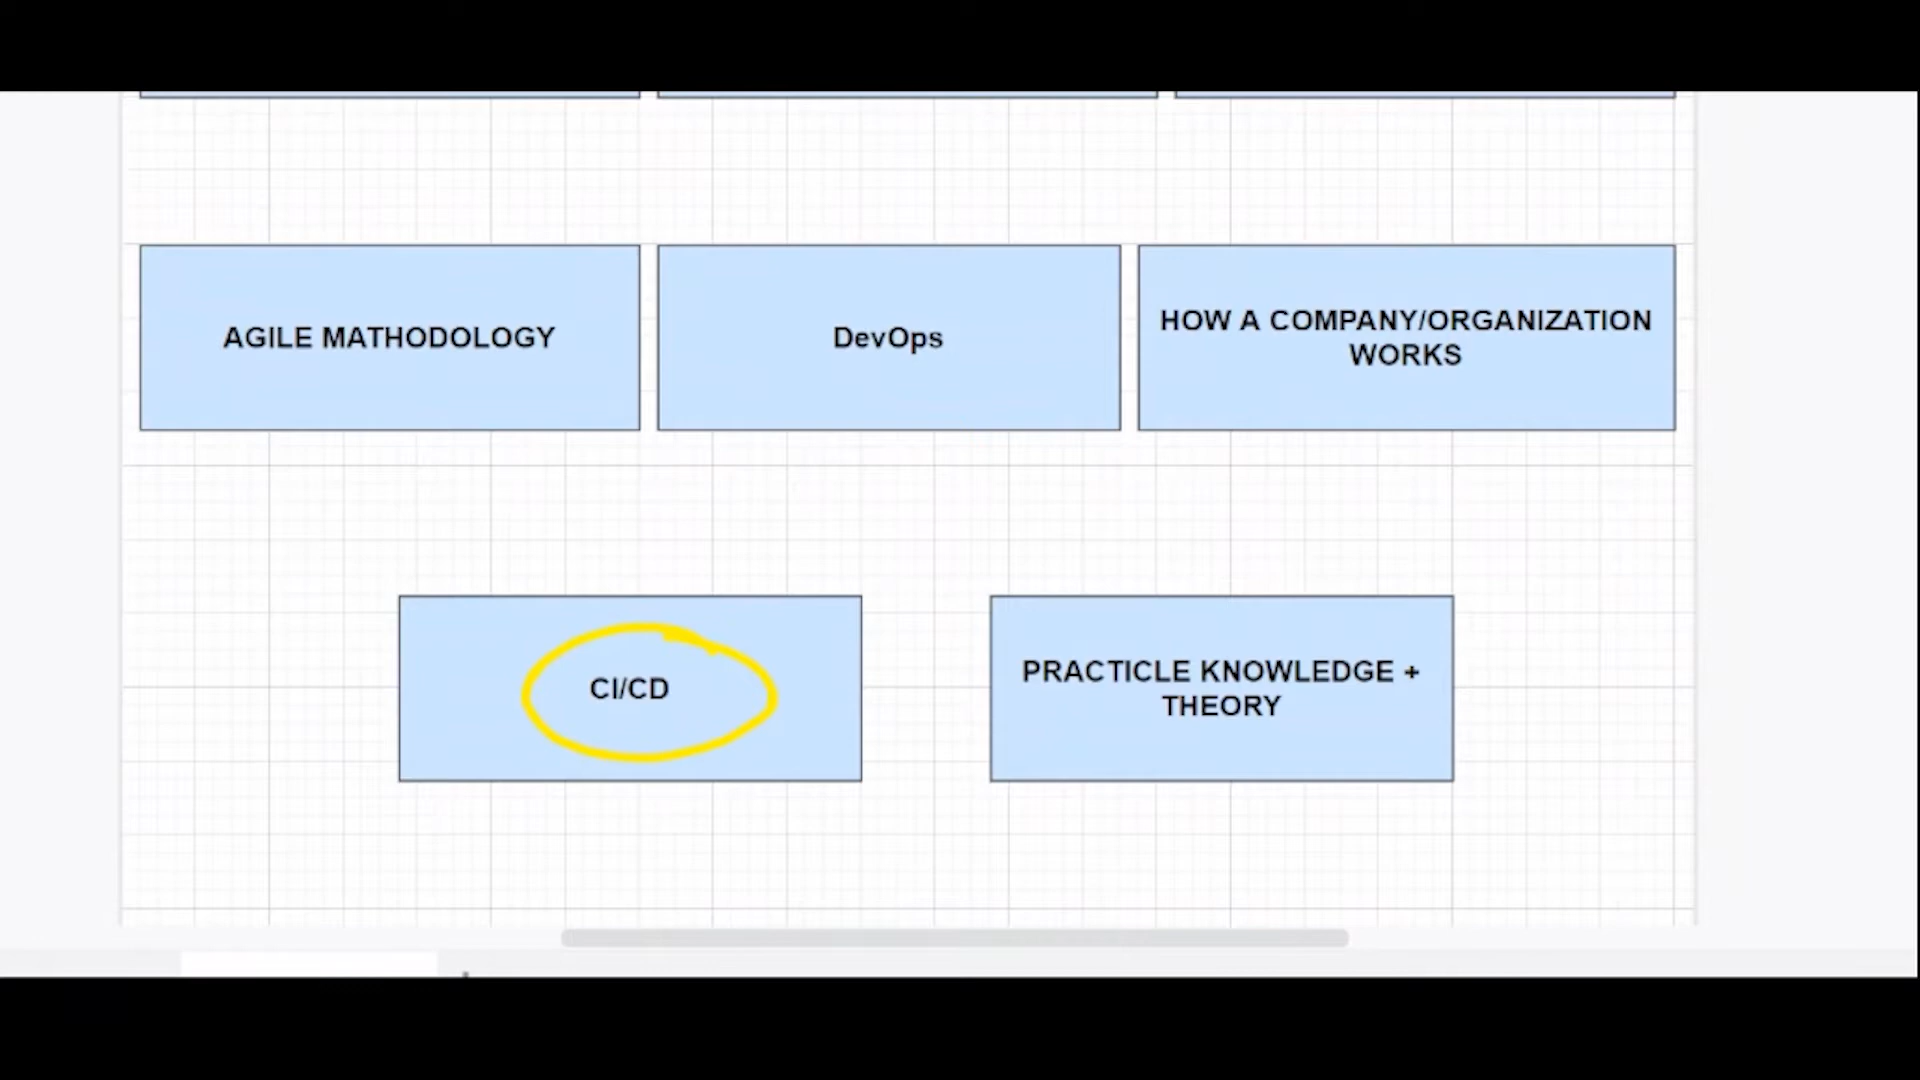 AGILE MATHODOLOGY
DevOps
HOW A COMPANY/ORGANIZATION
WORKS
CI/CD
PRACTICLE KNOWLEDGE +
THEORY